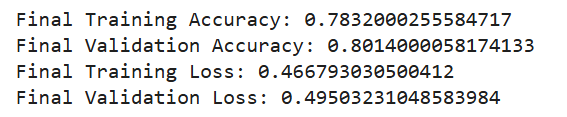 Final Training Accuracy: 0.7832000255584717
Final Validation Accuracy: 0.8014000058174133
Final Training Loss: 0.466793030500412
Final Validation Loss: 0.49503231048583984